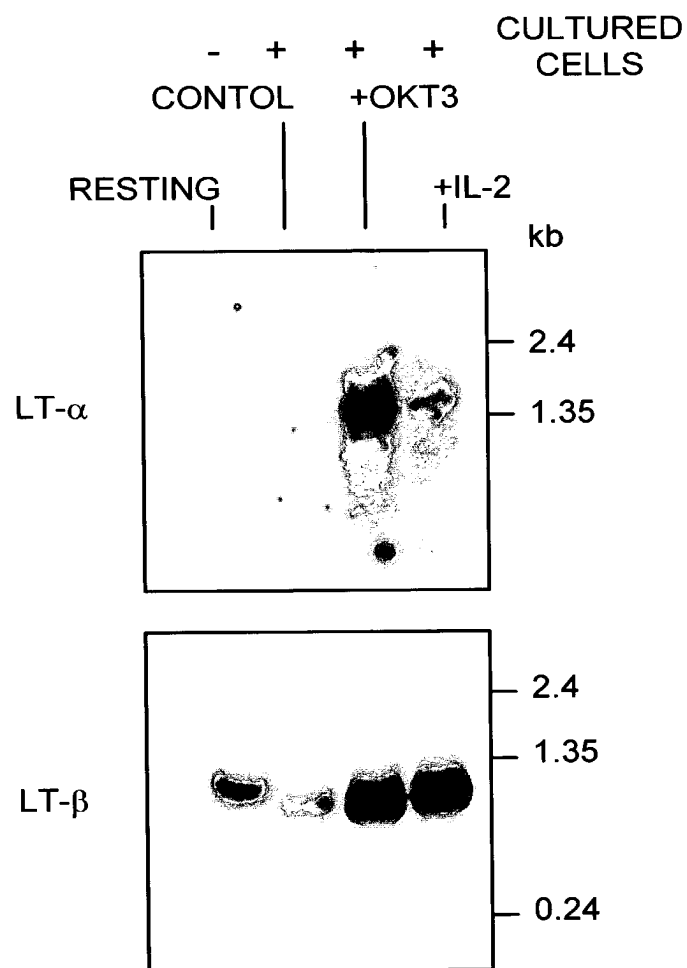 - + + + CULTURED
CELLS
CONTOL +OKT3
RESTING +IL-2
kb
2.4
LT-α 1.35
2.4
1.35
LT-β
0.24